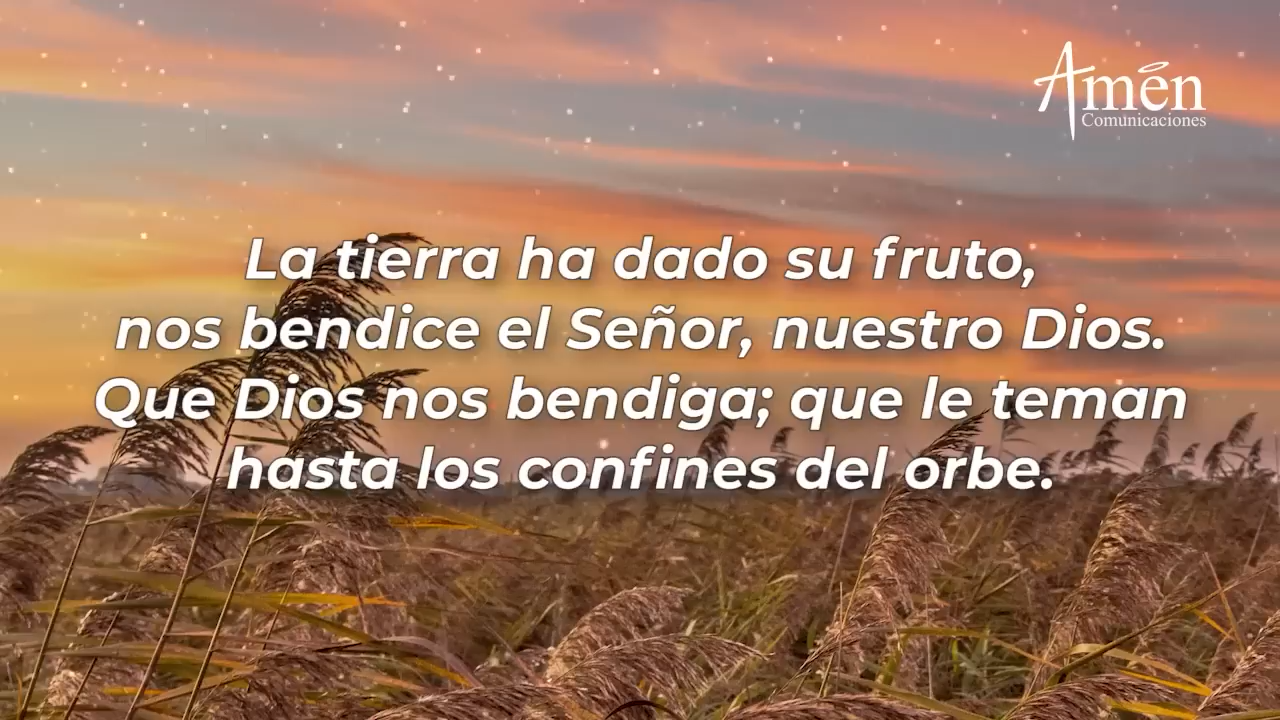 Amén
Comunicaciones
La tierra ha dado su fruto,
nos bendice el Señor, nuestro Dios.
Que Dios nos bendiga; que le teman
hasta los confines del orbe.